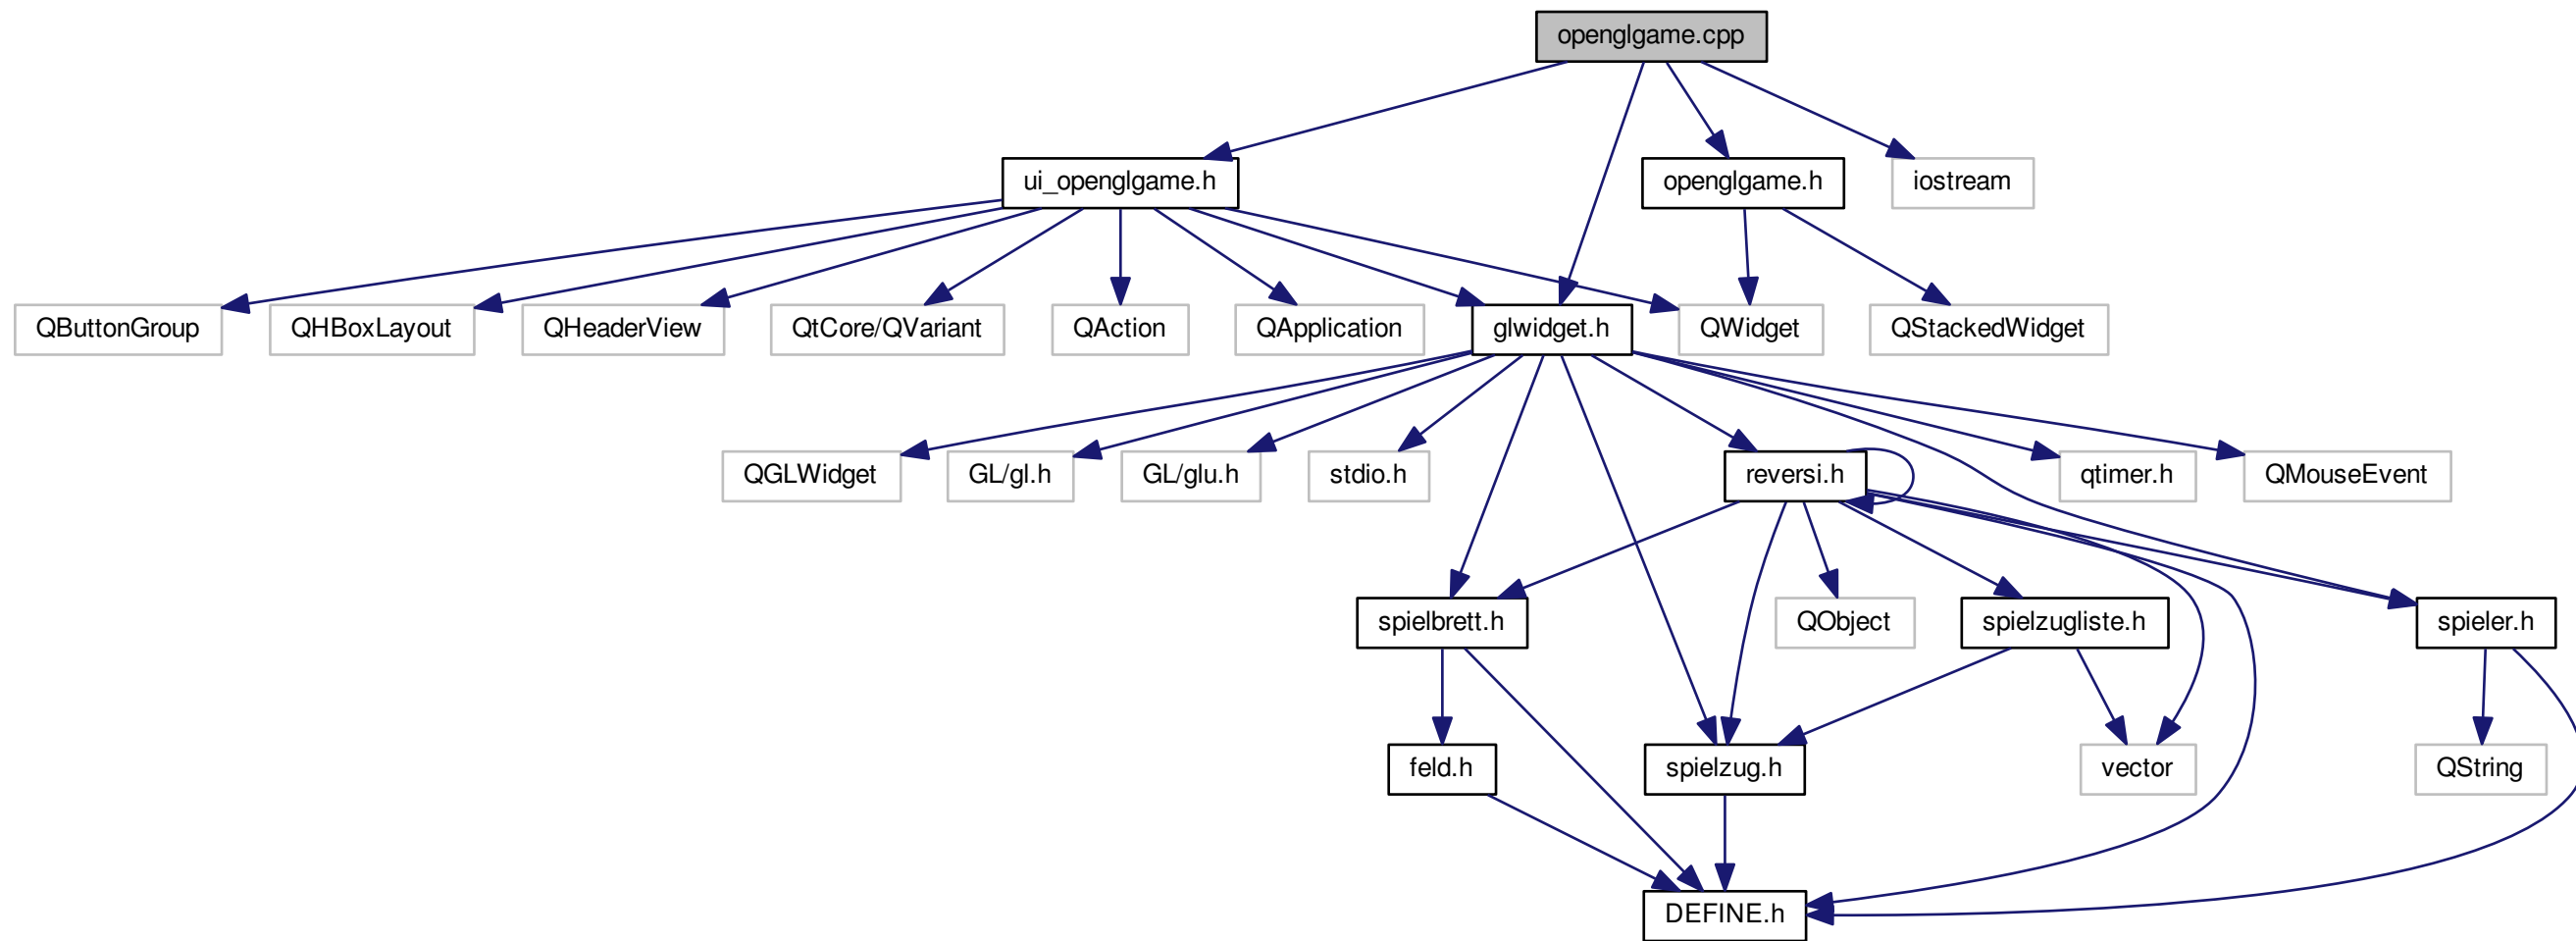 openglgame.cpp
ui_openglgame.h
openglgame.h
iostream
QButtonGroup
QHBoxLayout
QHeaderView
QtCore/QVariant
QAction
QApplication
glwidget.h
QWidget
QStackedWidget
QGLWidget
GL/gl.h
GL/glu.h
stdio.h
reversi.h
qtimer.h
QMouseEvent
spielbrett.h
QObject
spielzugliste.h
spieler.h
feld.h
spielzug.h
vector
QString
DEFINE.h